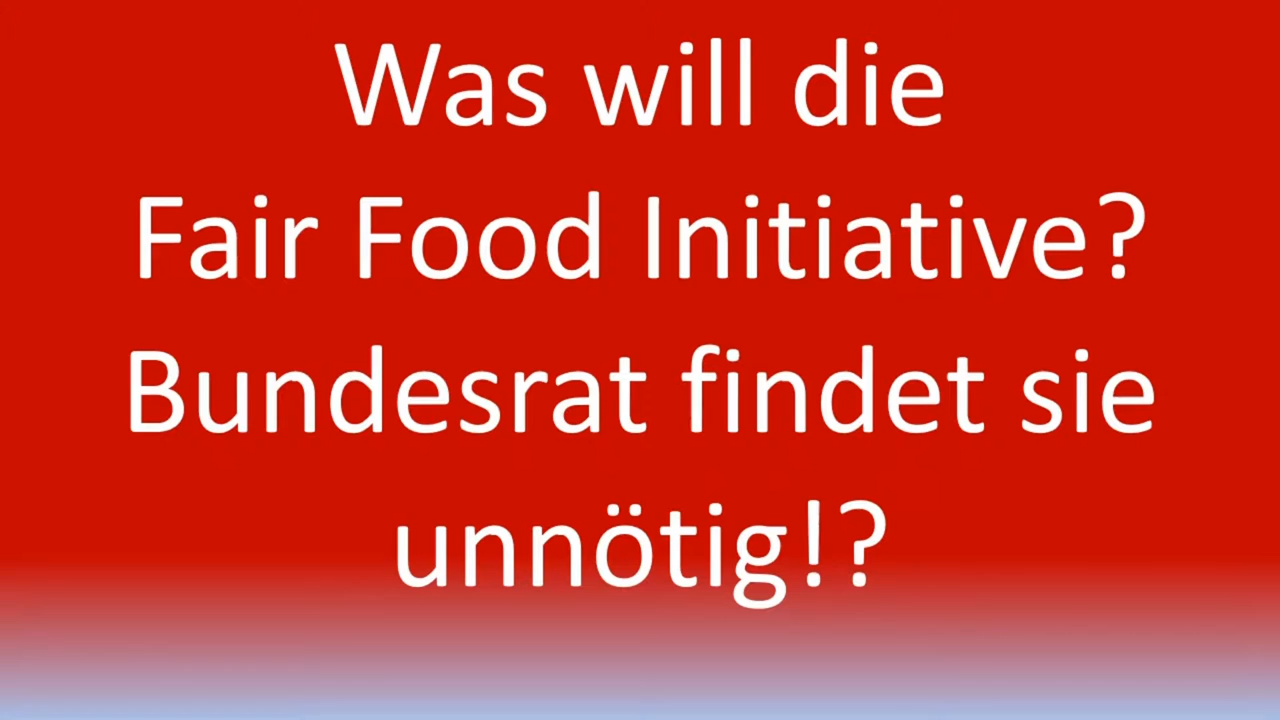 Was will die
Fair Food Initiative?
Bundesrat findet sie
unnötig!?